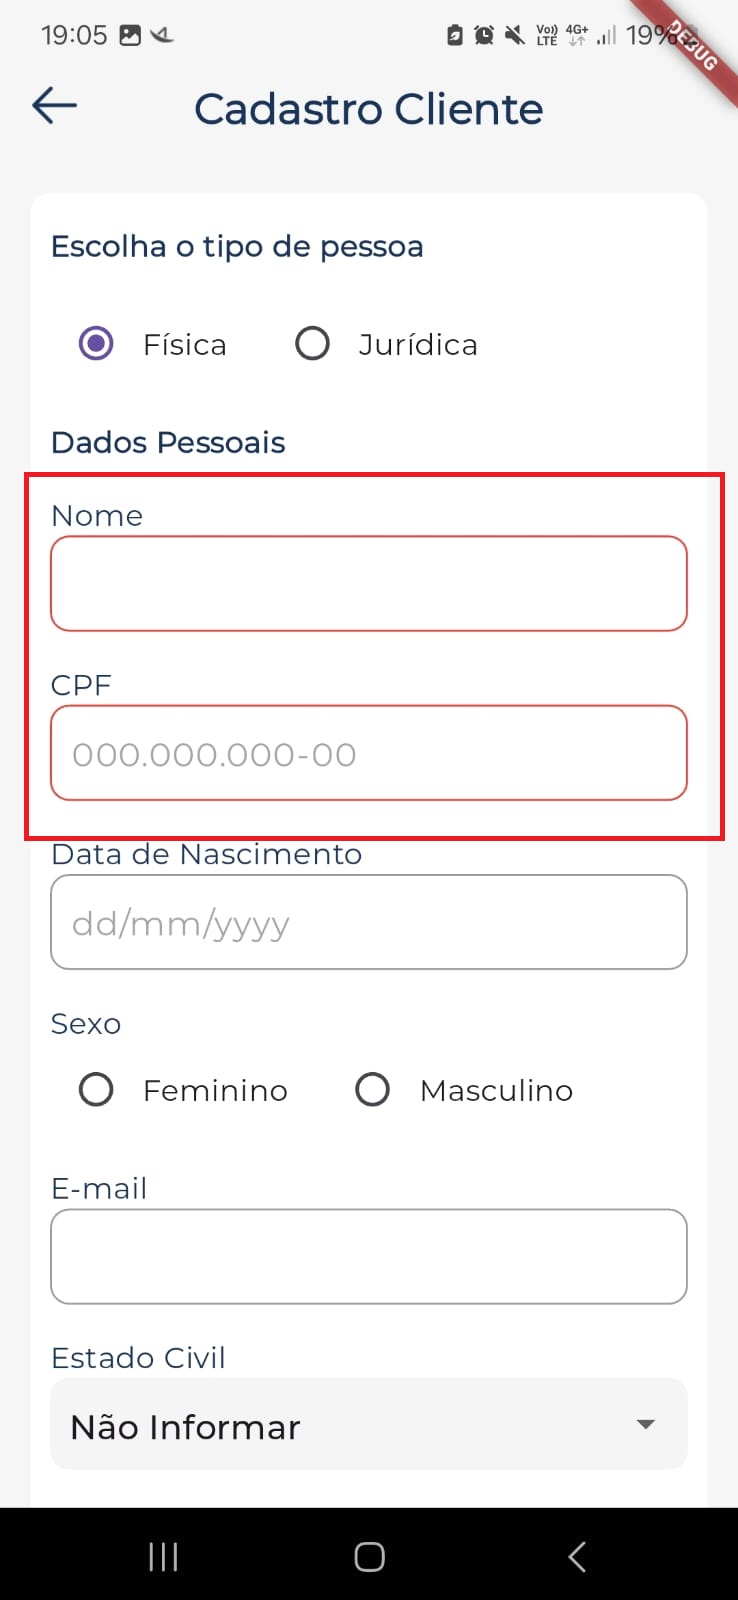 19:05 Vo)) LTE 4G+ 19%
DEBUG
Cadastro Cliente
Escolha o tipo de pessoa
Física Jurídica
Dados Pessoais
Nome
CPF
000.000.000-00
Data de Nascimento
dd/mm/yyyy
Sexo
Feminino Masculino
E-mail
Estado Civil
Não Informar